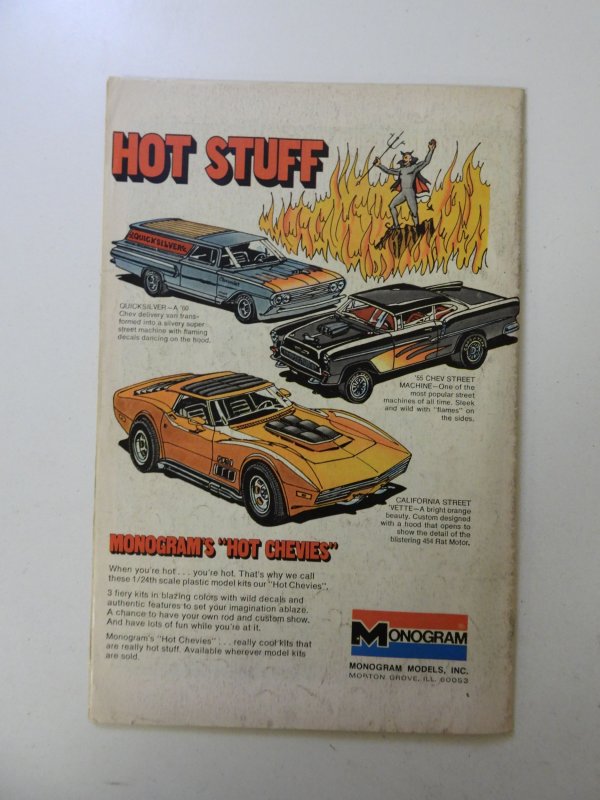 HOT STUFF
QUICKSILVER
QUICKSILVER—A '60
Chev delivery van trans-
formed into a silvery super
street machine with flaming
decals dancing on the hood.
'55 CHEV STREET
MACHINE—One of the
most popular street
machines of all time. Sleek
and wild with "flames" on
the sides.
CALIFORNIA STREET
'VETTE—A bright orange
beauty. Custom designed
with a hood that opens to
show the detail of the
blistering 454 Rat Motor.
MONOGRAM'S "HOT CHEVIES"
When you're hot . . . you're hot. That's why we call
these 1/24th scale plastic model kits our "Hot Chevies".
3 fiery kits in blazing colors with wild decals and
authentic features to set your imagination ablaze.
A chance to have your own rod and custom show.
And have lots of fun while you're at it.
Monogram's "Hot Chevies" . . . really cool kits that
are really hot stuff. Available wherever model kits
are sold.
MONOGRAM
MONOGRAM MODELS, INC.
MORTON GROVE, ILL. 60053